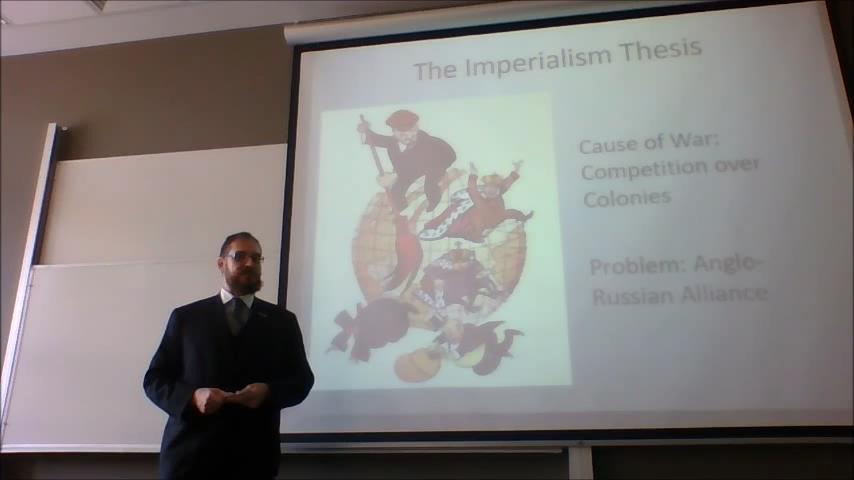 The Imperialism Thesis
Cause of War:
Competition over
Colonies
Problem: Anglo-
Russian Alliance